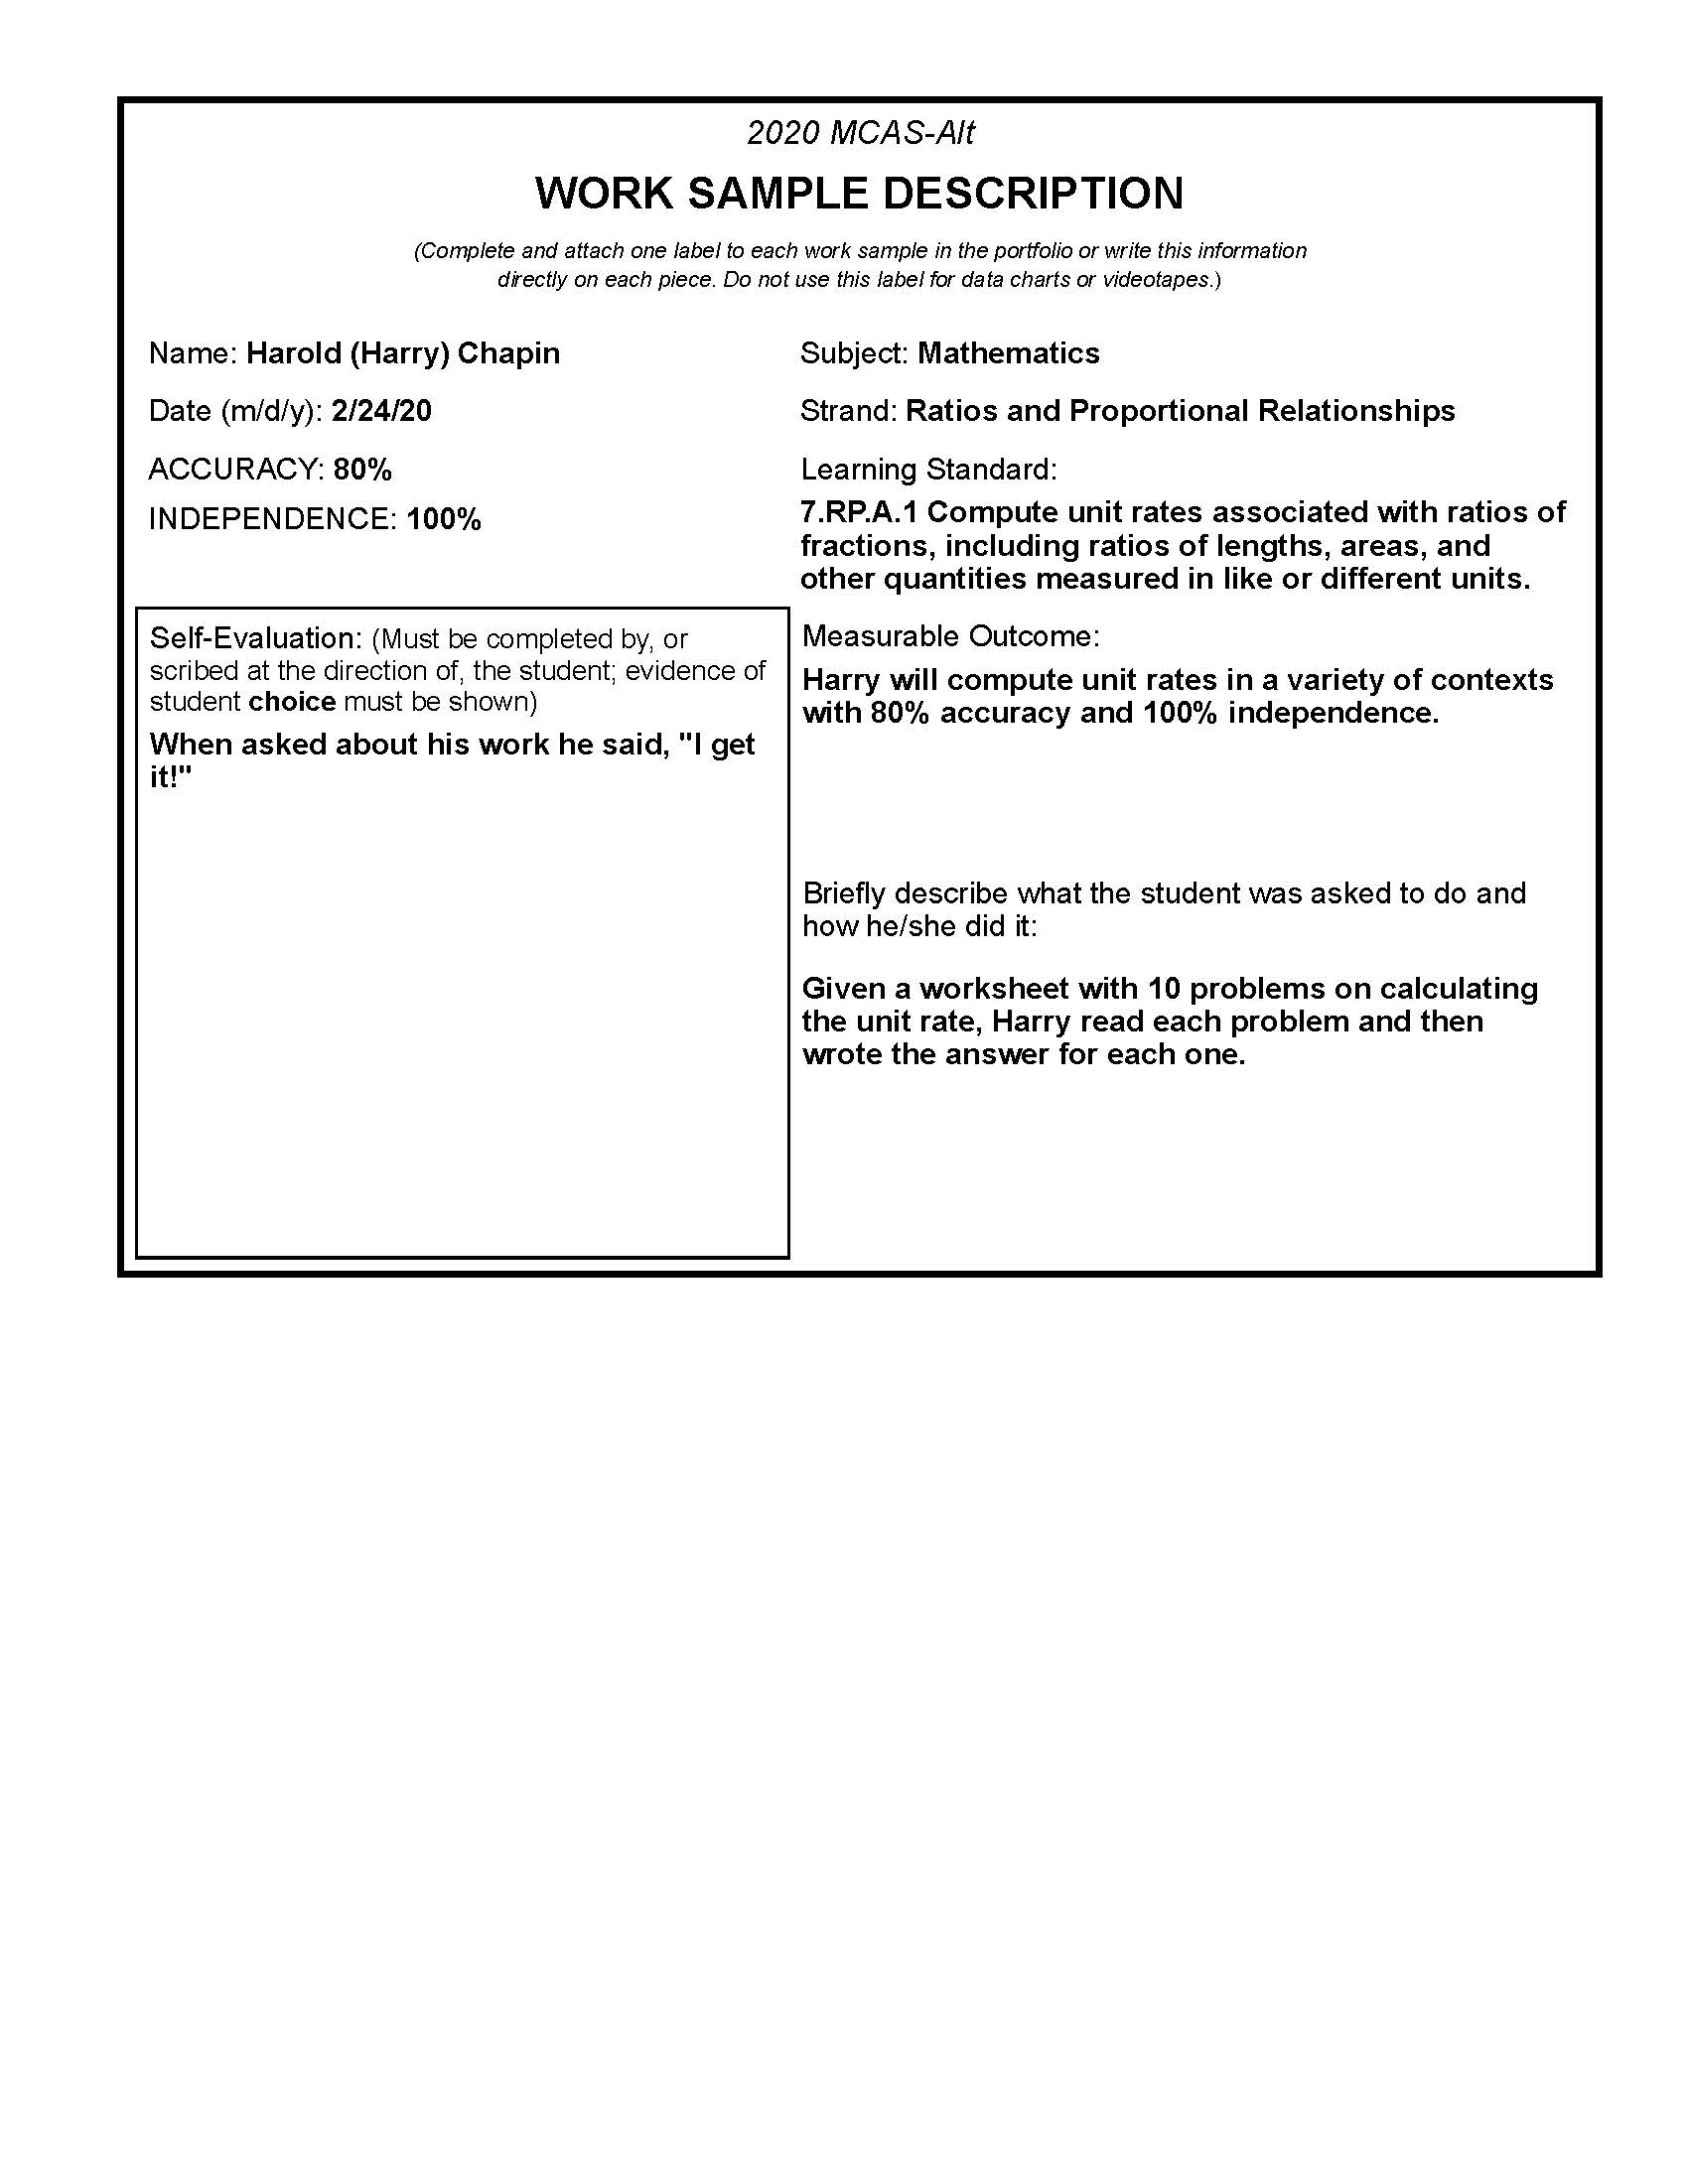 2020 MCAS-Alt
WORK SAMPLE DESCRIPTION
(Complete and attach one label to each work sample in the portfolio or write this information
directly on each piece. Do not use this label for data charts or videotapes.)
Name: Harold (Harry) Chapin
Date (m/d/y): 2/24/20
ACCURACY: 80%
INDEPENDENCE: 100%
Self-Evaluation: (Must be completed by, or
scribed at the direction of, the student; evidence of
student choice must be shown)
When asked about his work he said, "I get
it!"
Subject: Mathematics
Strand: Ratios and Proportional Relationships
Learning Standard:
7.RP.A.1 Compute unit rates associated with ratios of
fractions, including ratios of lengths, areas, and
other quantities measured in like or different units.
Measurable Outcome:
Harry will compute unit rates in a variety of contexts
with 80% accuracy and 100% independence.
Briefly describe what the student was asked to do and
how he/she did it:
Given a worksheet with 10 problems on calculating
the unit rate, Harry read each problem and then
wrote the answer for each one.